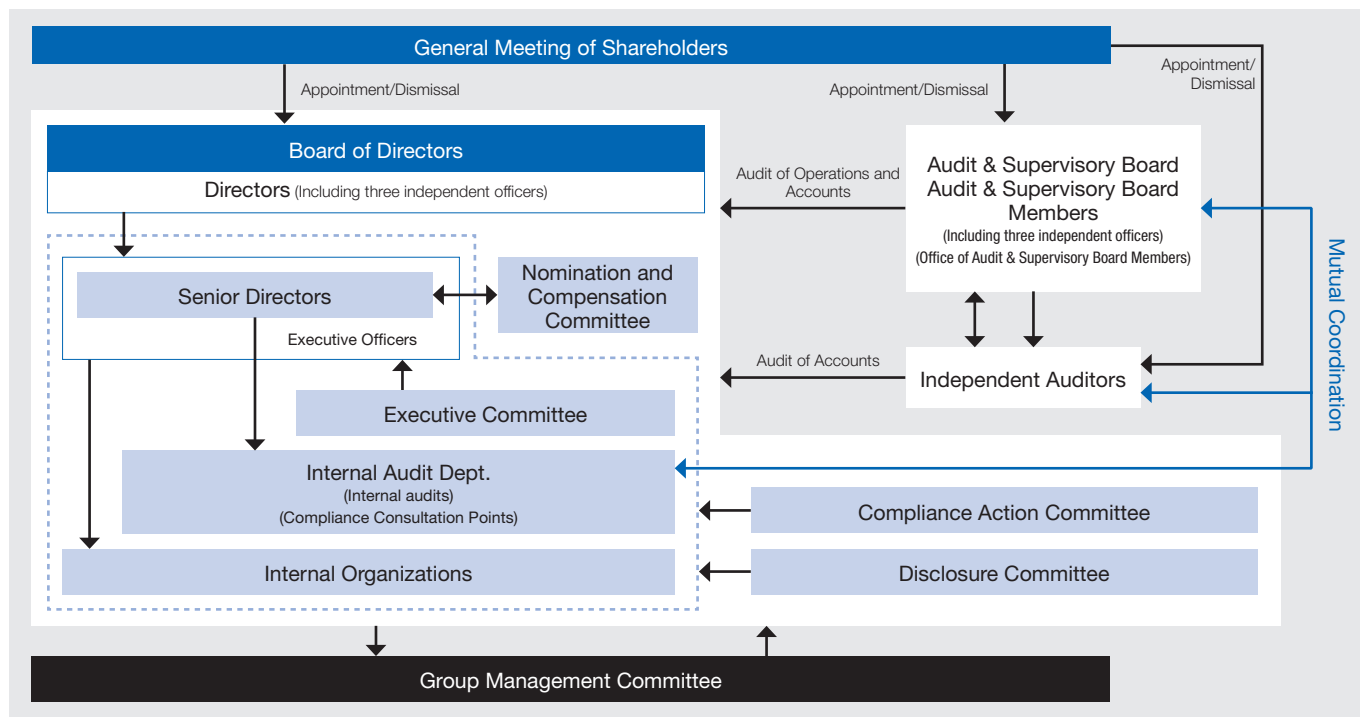 General Meeting of Shareholders
Appointment/Dismissal
Appointment/Dismissal
Appointment/
Dismissal
Board of Directors
Directors (Including three independent officers)
Audit of Operations and
Accounts
Audit & Supervisory Board
Audit & Supervisory Board
Members
(Including three independent officers)
(Office of Audit & Supervisory Board Members)
Mutual Coordination
Senior Directors
Executive Officers
Nomination and
Compensation
Committee
Audit of Accounts
Independent Auditors
Executive Committee
Internal Audit Dept.
(Internal audits)
(Compliance Consultation Points)
Compliance Action Committee
Internal Organizations
Disclosure Committee
Group Management Committee